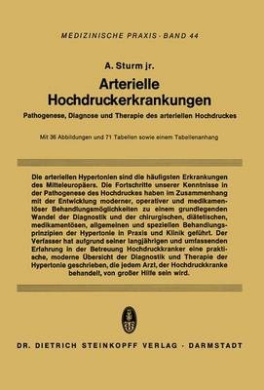 MEDIZINISCHE PRAXIS • BAND 44
A. Sturm jr.
Arterielle
Hochdruckerkrankungen
Pathogenese, Diagnose und Therapie des arteriellen Hochdruckes
Mit 36 Abbildungen und 71 Tabellen sowie einem Tabellenanhang
Die arteriellen Hypertonien sind die häufigsten Erkrankungen
des Mitteleuropäers. Die Fortschritte unserer Kenntnisse in
der Pathogenese des Hochdruckes haben im Zusammenhang
mit der Entwicklung moderner, operativer und medikamen-
töser Behandlungsmöglichkeiten zu einem grundlegenden
Wandel der Diagnostik und der chirurgischen, diätetischen,
medikamentösen, allgemeinen und speziellen Behandlungs-
prinzipien der Hypertonie in Praxis und Klinik geführt. Der
Verfasser hat aufgrund seiner langjährigen und umfassenden
Erfahrung in der Betreuung Hochdruckkranker eine prakti-
sche, moderne Übersicht der Diagnostik und Therapie der
Hypertonie geschrieben, die jedem Arzt, der Hochdruckkranke
behandelt, von großer Hilfe sein wird.
DR. DIETRICH STEINKOPFF VERLAG • DARMSTADT